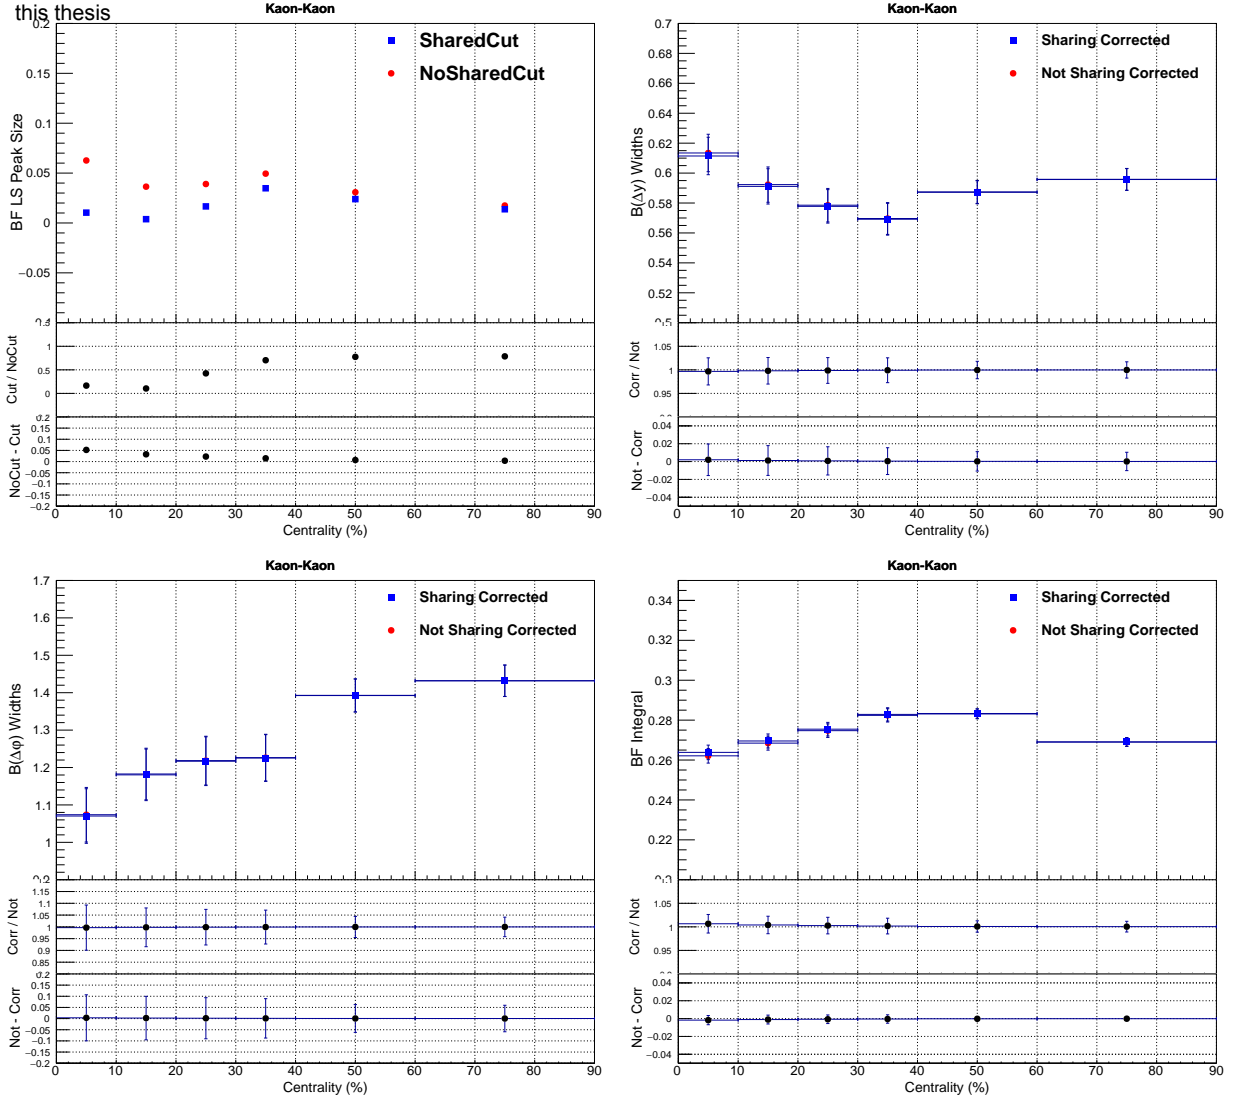 this thesis
Kaon-Kaon
0.2
0.15
0.1
0.05
0
−0.05
BF LS Peak Size
SharedCut
NoSharedCut
1
0.5
0
Cut / NoCut
0.2
0.15
0.1
0.05
0
−0.05
−0.1
−0.15
−0.2
NoCut - Cut
0 10 20 30 40 50 60 70 80 90
Centrality (%)
Kaon-Kaon
0.7
0.68
0.66
0.64
0.62
0.6
0.58
0.56
0.54
0.52
B(Δy) Widths
Sharing Corrected
Not Sharing Corrected
1.05
1
0.95
Corr / Not
0.04
0.02
0
−0.02
−0.04
Not - Corr
0 10 20 30 40 50 60 70 80 90
Centrality (%)
Kaon-Kaon
1.7
1.6
1.5
1.4
1.3
1.2
1.1
1
B(Δφ) Widths
Sharing Corrected
Not Sharing Corrected
1.15
1.1
1.05
1
0.95
0.9
0.85
Corr / Not
0.2
0.15
0.1
0.05
0
−0.05
−0.1
−0.15
−0.2
Not - Corr
0 10 20 30 40 50 60 70 80 90
Centrality (%)
Kaon-Kaon
0.34
0.32
0.3
0.28
0.26
0.24
0.22
BF Integral
Sharing Corrected
Not Sharing Corrected
1.05
1
0.95
Corr / Not
0.04
0.02
0
−0.02
−0.04
Not - Corr
0 10 20 30 40 50 60 70 80 90
Centrality (%)